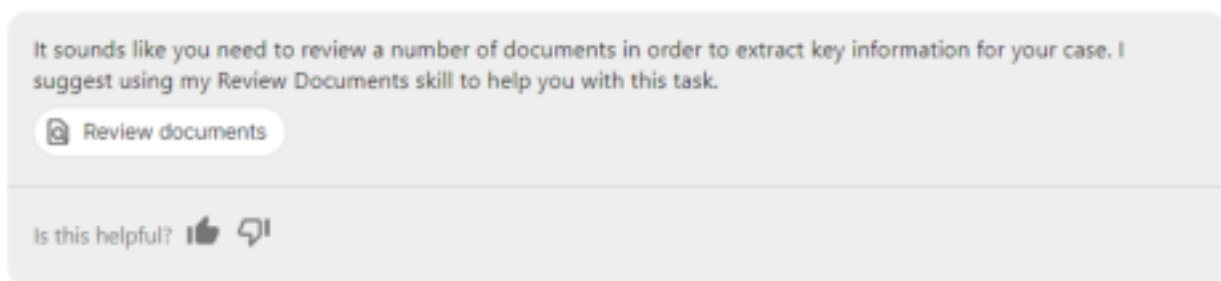 It sounds like you need to review a number of documents in order to extract key information for your case. I
suggest using my Review Documents skill to help you with this task.
Review documents
Is this helpful?